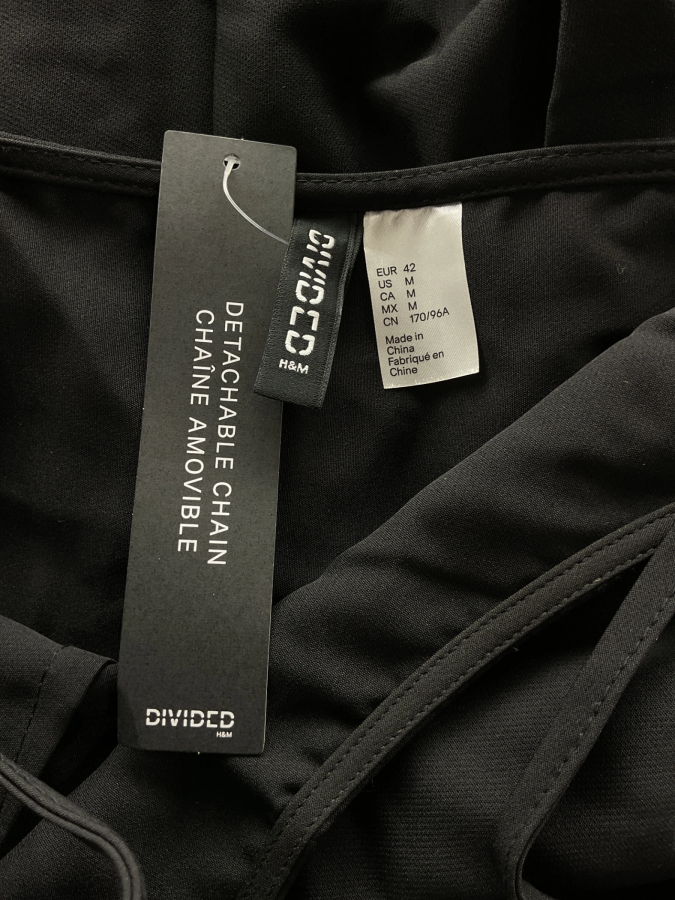 DETACHABLE CHAIN
CHAÎNE AMOVIBLE
DIVIDED
H&M
DIVIDED
H&M
EUR 42
US M
CA M
MX M
CN 170/96A
Made in
China
Fabriqué en
Chine